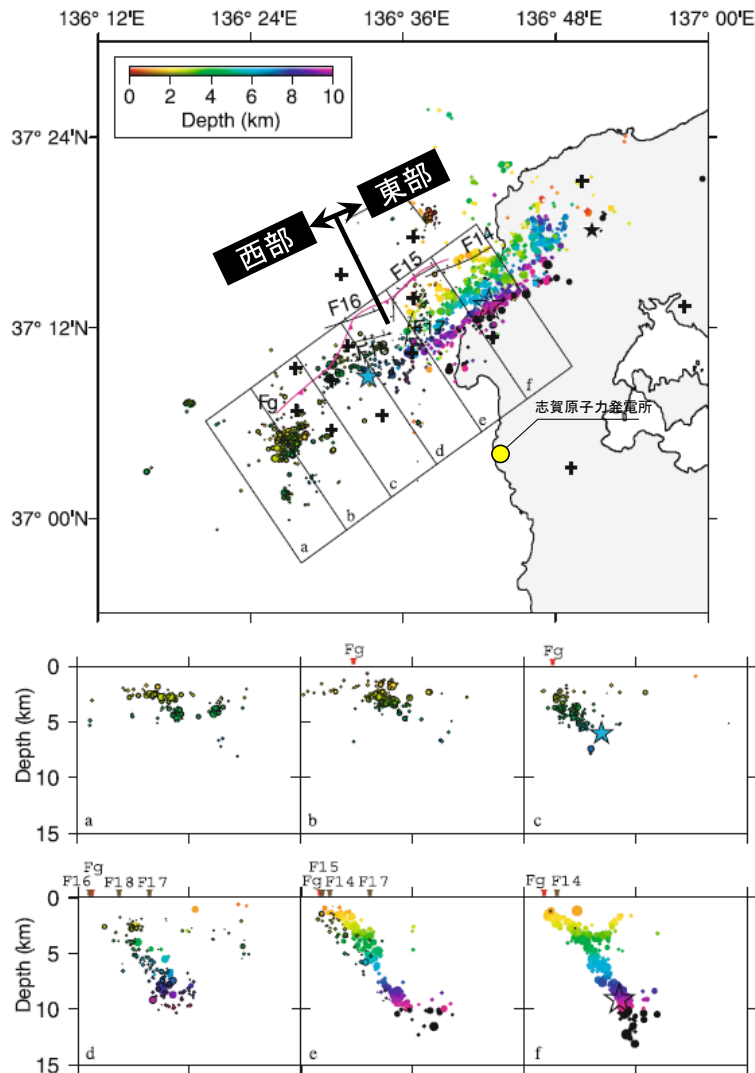 136° 12'E 136° 24'E 136° 36'E 136° 48'E 137° 00'E
0 2 4 6 8 10
Depth (km)
37° 24'N
東部
西部
F14
F15
F16
37° 12'N
F17
F18
Fg
f
志賀原子力発電所
e
d
c
37° 00'N
b
a
Fg Fg
0
5
10
15
Depth (km)
a b c
Fg F15
F16 F18 F17 Fg F14 F17 Fg F14
0
5
10
15
Depth (km)
d e f